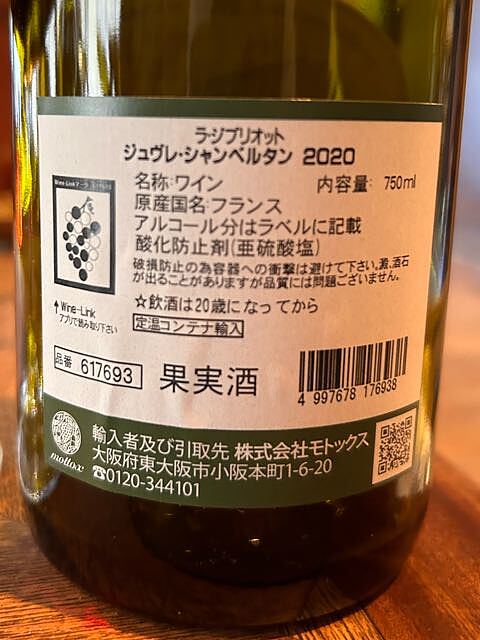 ラ・ジブリオット
ジュヴレ・シャンベルタン 2020
名称:ワイン 内容量: 750ml
原産国名:フランス
アルコール分はラベルに記載
酸化防止剤(亜硫酸塩)
破損防止の為容器への衝撃は避けて下さい。澱、酒石
が出ることがありますが品質には問題ございません。
☆飲酒は20歳になってから
定温コンテナ輸入
↑Wine-Link
アプリで読み取り下さい
品番 617693
果実酒
4 997678 176938
mottox
輸入者及び引取先 株式会社モトックス
大阪府東大阪市小阪本町1-6-20
☎0120-344101